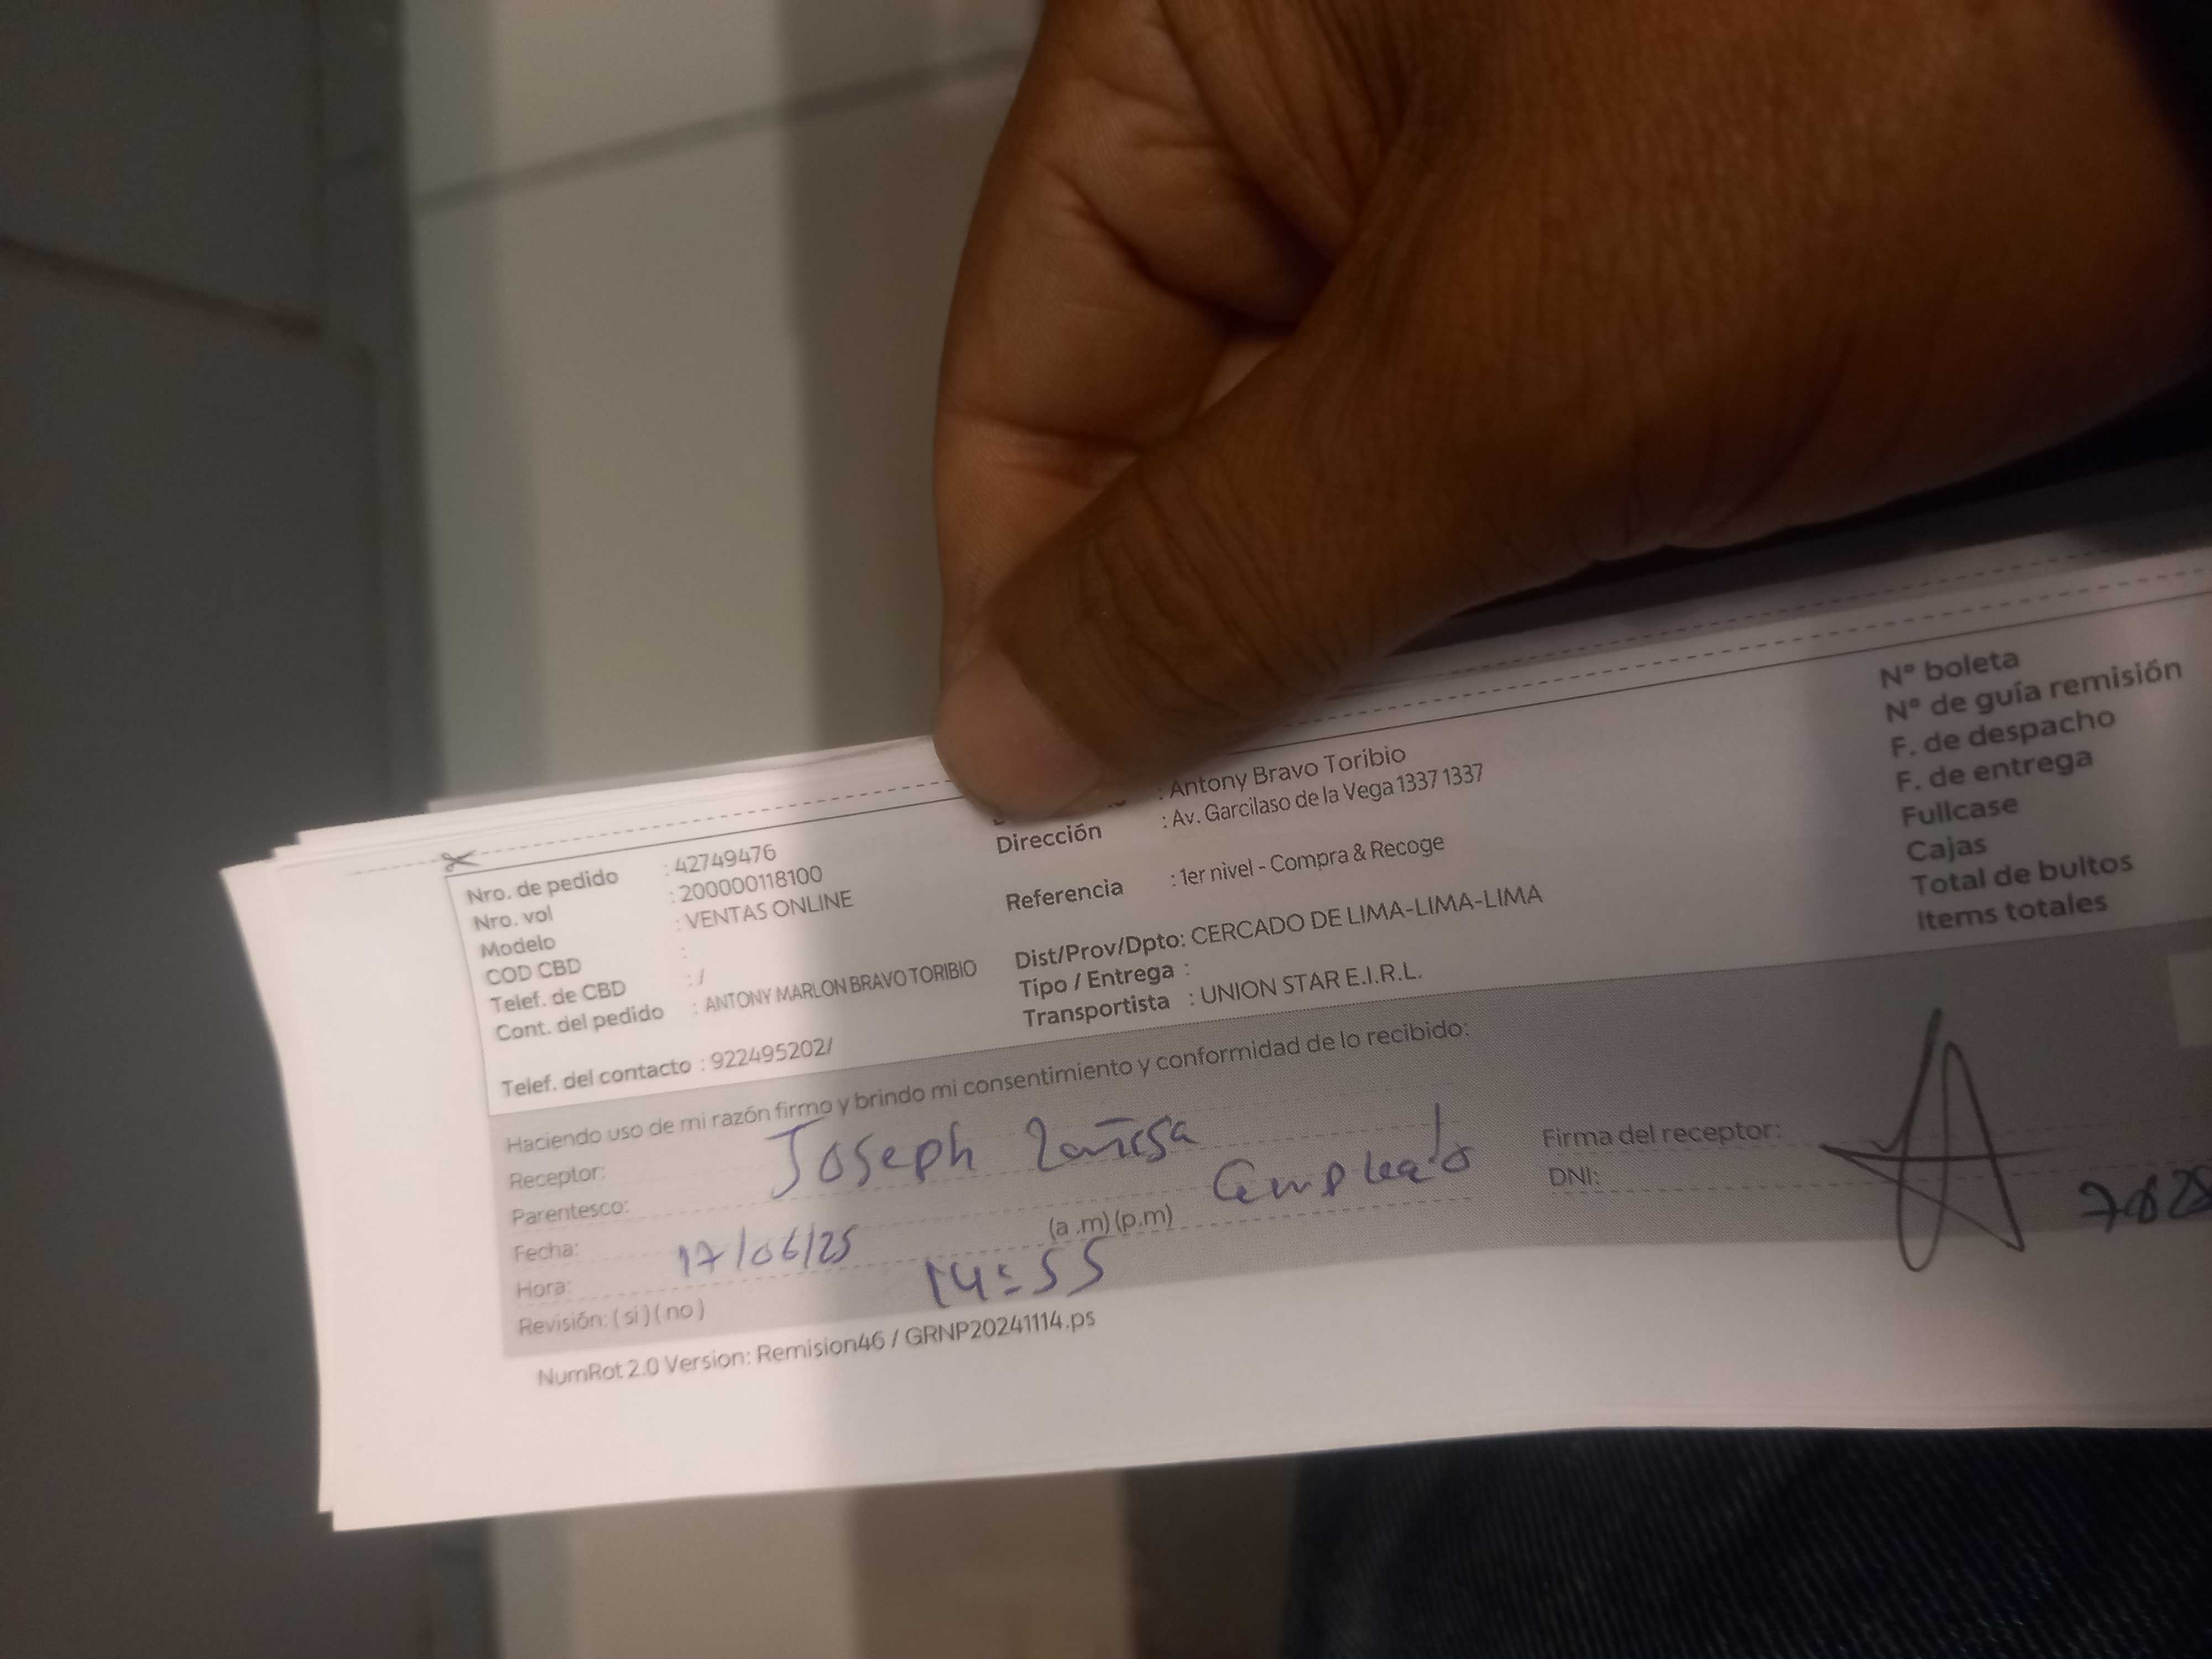 Nro. de pedido : 42749476
Nro. vol : 200000118100
Modelo : VENTAS ONLINE
COD CBD :
Telef. de CBD : /
Cont. del pedido : ANTONY MARLON BRAVO TORIBIO
Telef. del contacto : 922495202/
: Antony Bravo Toribio
Dirección : Av. Garcilaso de la Vega 1337 1337
Referencia : 1er nivel - Compra & Recoge
Dist/Prov/Dpto: CERCADO DE LIMA-LIMA-LIMA
Tipo / Entrega :
Transportista : UNION STAR E.I.R.L.
N° boleta
N° de guía remisión
F. de despacho
F. de entrega
Fullcase
Cajas
Total de bultos
Items totales
Haciendo uso de mi razón firmo y brindo mi consentimiento y conformidad de lo recibido:
Receptor: Joseph
Parentesco: Empleado
Fecha: 17/06/25 (a .m) (p.m)
Hora: 14:55
Revisión: ( si ) ( no )
Firma del receptor:
DNI:
NumRot 2.0 Version: Remision46 / GRNP20241114.ps